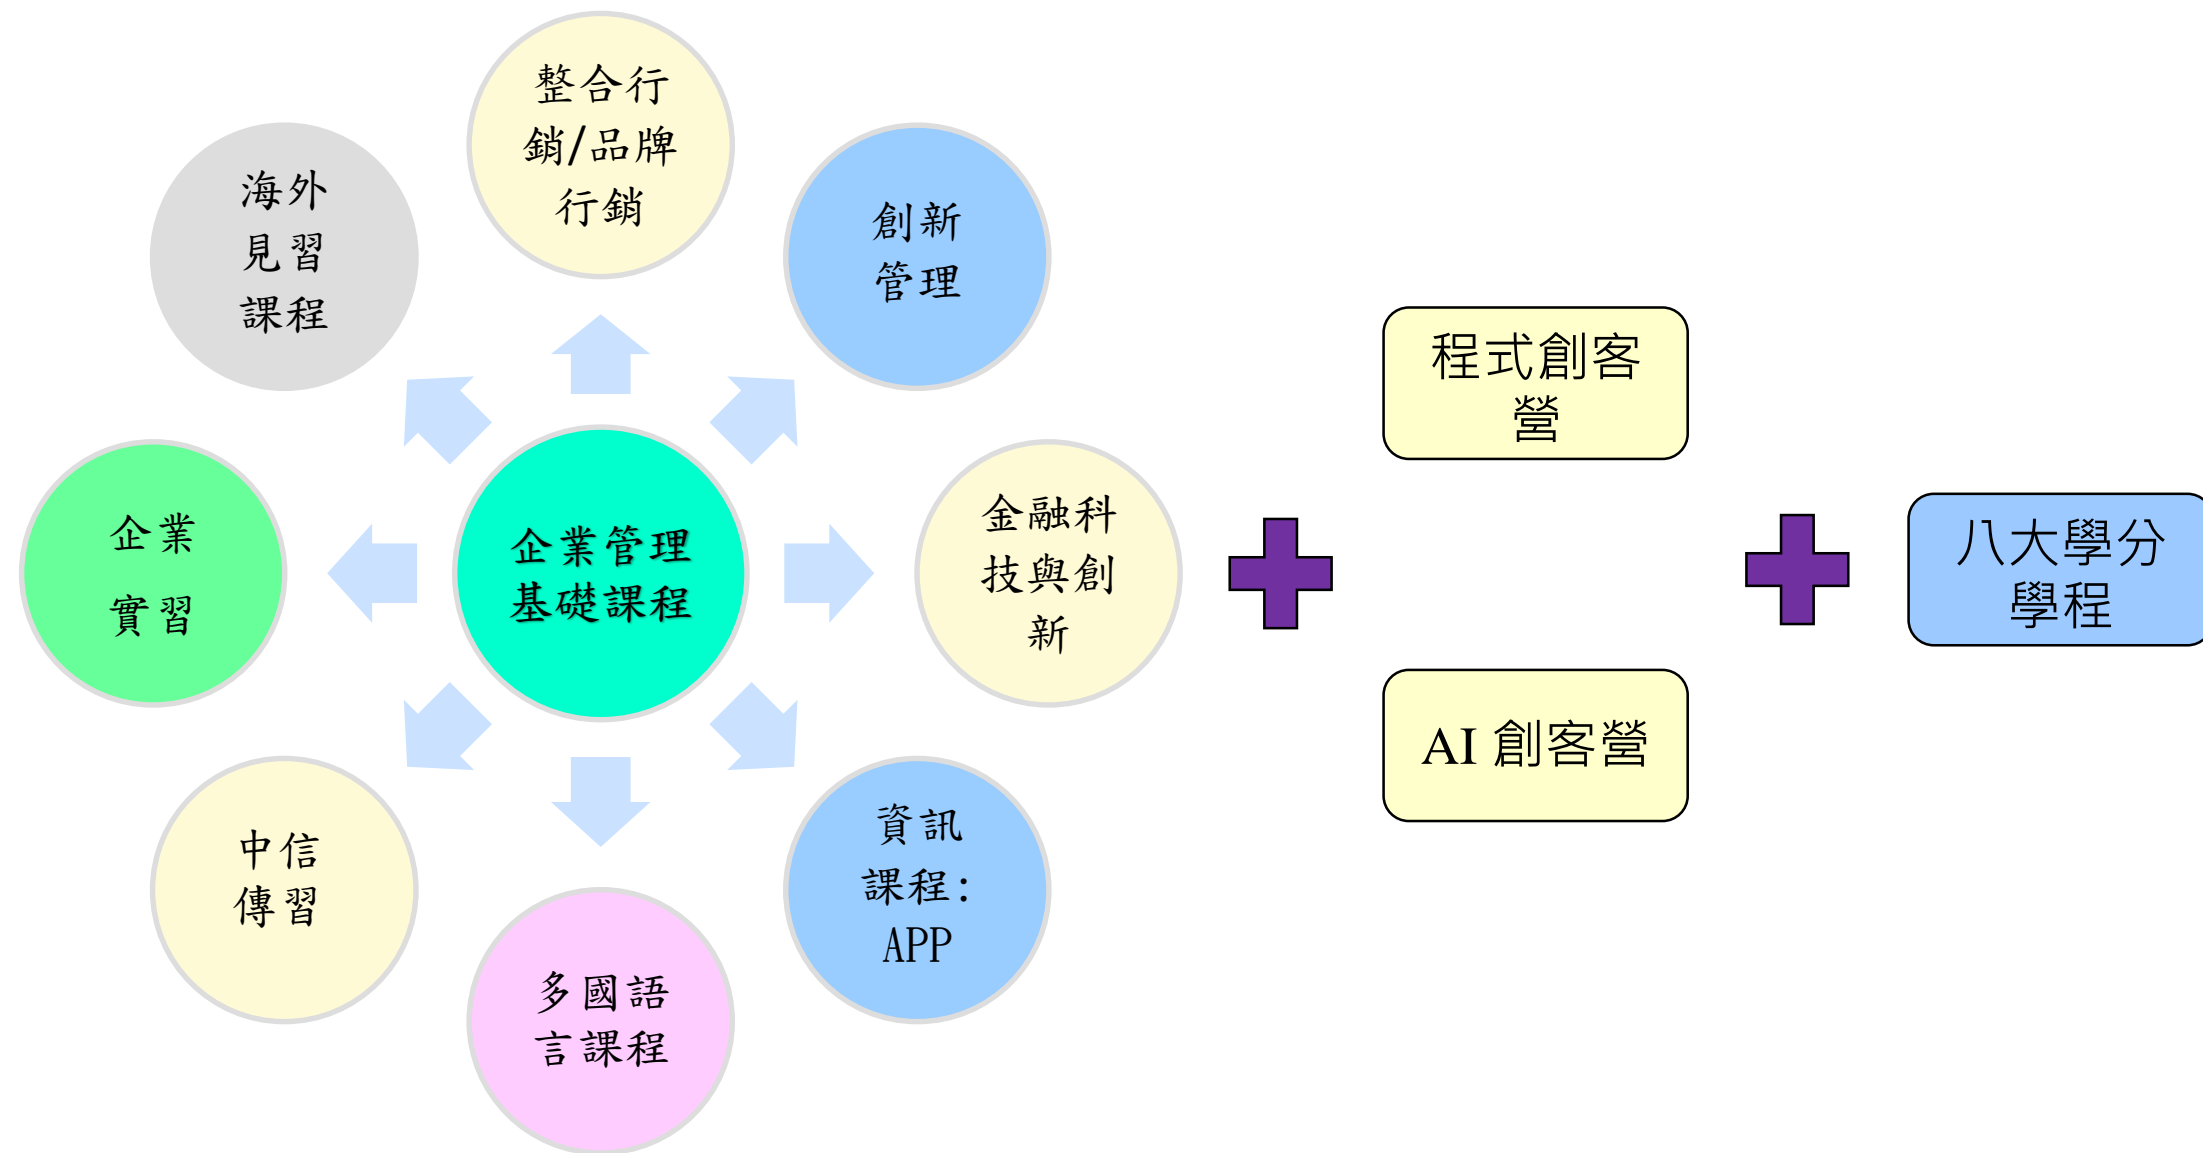 整合行
銷/品牌
行銷
創新
管理
金融科
技與創
新
資訊
課程:
APP
多國語
言課程
中信
傳習
企業
實習
海外
見習
課程
企業管理
基礎課程
程式創客
營
AI 創客營
八大學分
學程